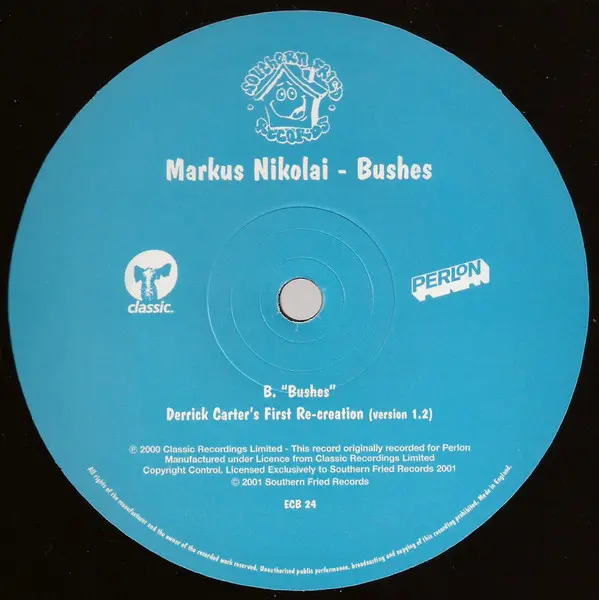 Southern Fried
Records
Markus Nikolai - Bushes
classic.
PERLON
B. "Bushes"
Derrick Carter's First Re-creation (version 1.2)
℗ 2000 Classic Recordings Limited - This record originally recorded for Perlon
Manufactured under Licence from Classic Recordings Limited
Copyright Control. Licensed Exclusively to Southern Fried Records 2001
© 2001 Southern Fried Records
ECB 24
All rights of the manufacturer and the owner of the recorded work reserved. Unauthorised public performance, broadcasting and copying of this recording prohibited. Made in England.